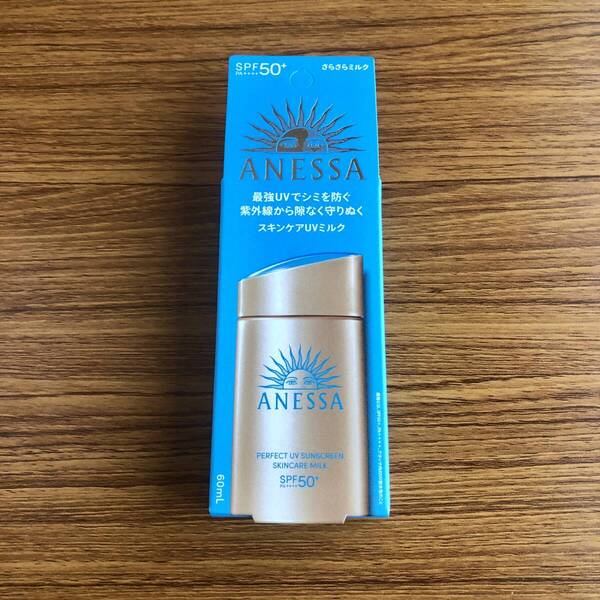 SPF50+
PA++++
さらさらミルク
ANESSA
最強UVでシミを防ぐ
紫外線から隙なく守りぬく
スキンケアUVミルク
ANESSA
PERFECT UV SUNSCREEN
SKINCARE MILK
SPF50+
PA++++
60mL